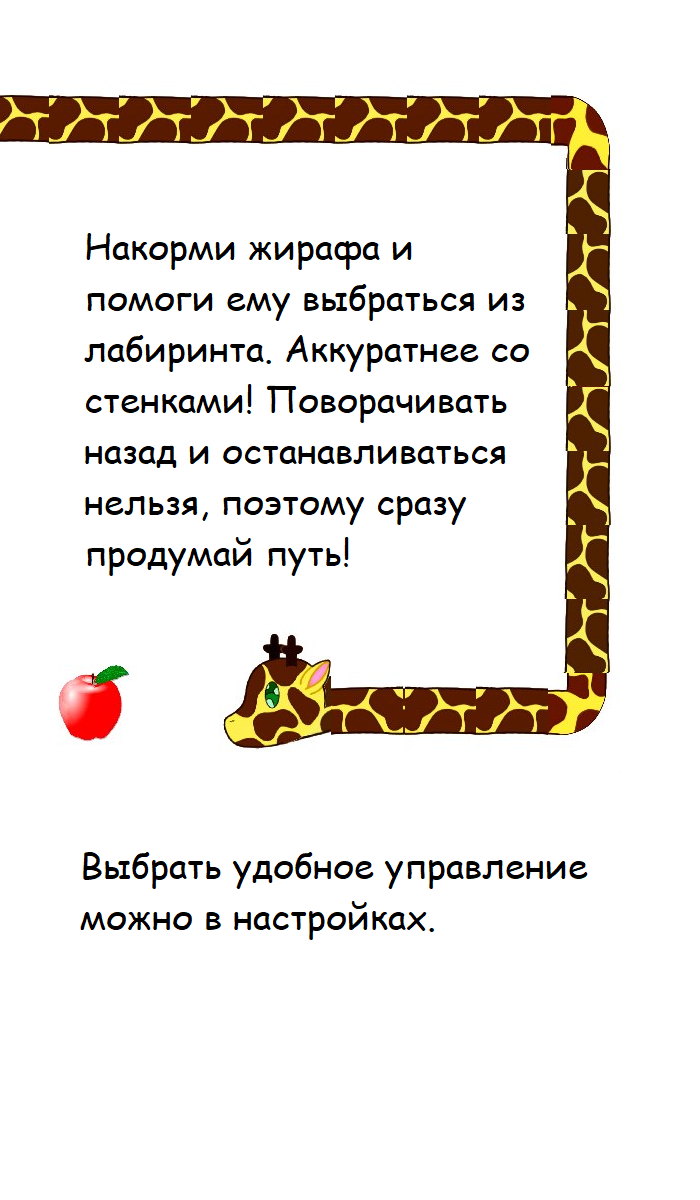 Накорми жирафа и
помоги ему выбраться из
лабиринта. Аккуратнее со
стенками! Поворачивать
назад и останавливаться
нельзя, поэтому сразу
продумай путь!
Выбрать удобное управление
можно в настройках.